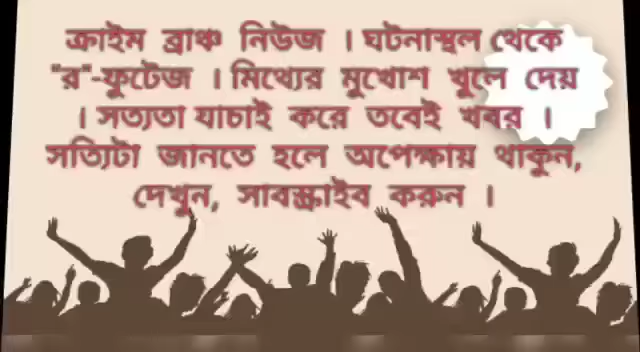 ক্রাইম ব্রাঞ্চ নিউজ । ঘটনাস্থল থেকে
"র"-ফুটেজ । মিথ্যের মুখোশ খুলে দেয়
। সত্যতা যাচাই করে তবেই খবর ।
সত্যিটা জানতে হলে অপেক্ষায় থাকুন,
দেখুন, সাবস্ক্রাইব করুন ।